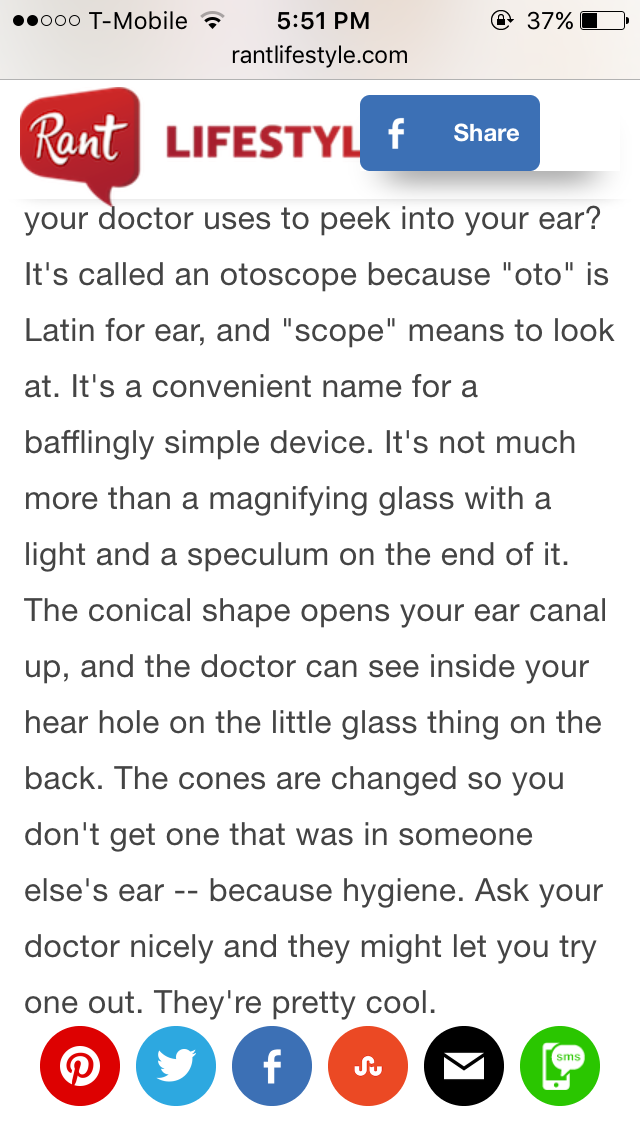 T-Mobile 5:51 PM 37%
rantlifestyle.com
Rant LIFESTYL f Share
your doctor uses to peek into your ear?
It's called an otoscope because "oto" is
Latin for ear, and "scope" means to look
at. It's a convenient name for a
bafflingly simple device. It's not much
more than a magnifying glass with a
light and a speculum on the end of it.
The conical shape opens your ear canal
up, and the doctor can see inside your
hear hole on the little glass thing on the
back. The cones are changed so you
don't get one that was in someone
else's ear -- because hygiene. Ask your
doctor nicely and they might let you try
one out. They're pretty cool.
sms